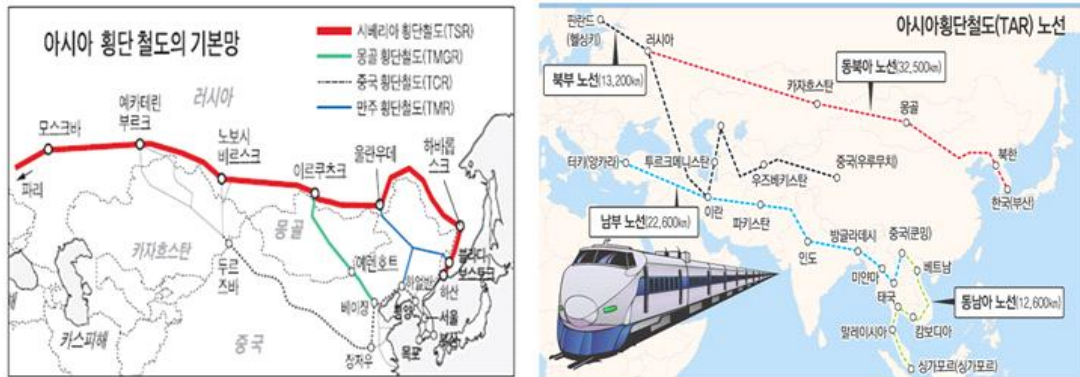 아시아 횡단 철도의 기본망
시베리아 횡단철도(TSR)
몽골 횡단철도(TMGR)
중국 횡단철도(TCR)
만주 횡단철도(TMR)
러시아
모스크바
예카테린
부르크
노보시
비르스크
이르쿠츠크
울란우데
하바롭
스크
파리
몽골
카자흐스탄
두르
즈바
예렌호트
하얼빈
블라디
보스토크
하산
베이징
평양
서울
부산
목포
카스피해
중국
장자우
아시아횡단철도(TAR) 노선
핀란드
(헬싱키)
러시아
북부 노선(13,200㎞)
동북아 노선(32,500㎞)
카자흐스탄
몽골
북한
한국(부산)
터키(앙카라)
투르크메니스탄
우즈베키스탄
중국(우루무치)
이란
파키스탄
남부 노선(22,600㎞)
인도
방글라데시
중국(쿤밍)
미얀마
베트남
태국
동남아 노선(12,600㎞)
캄보디아
말레이시아
싱가포르(싱가포르)